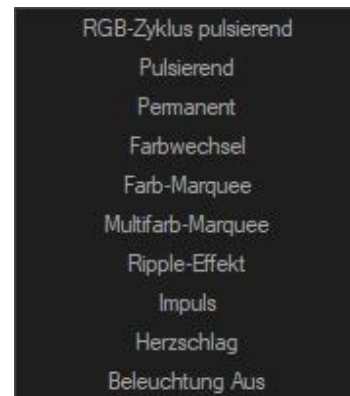 RGB-Zyklus pulsierend
Pulsierend
Permanent
Farbwechsel
Farb-Marquee
Multifarb-Marquee
Ripple-Effekt
Impuls
Herzschlag
Beleuchtung Aus